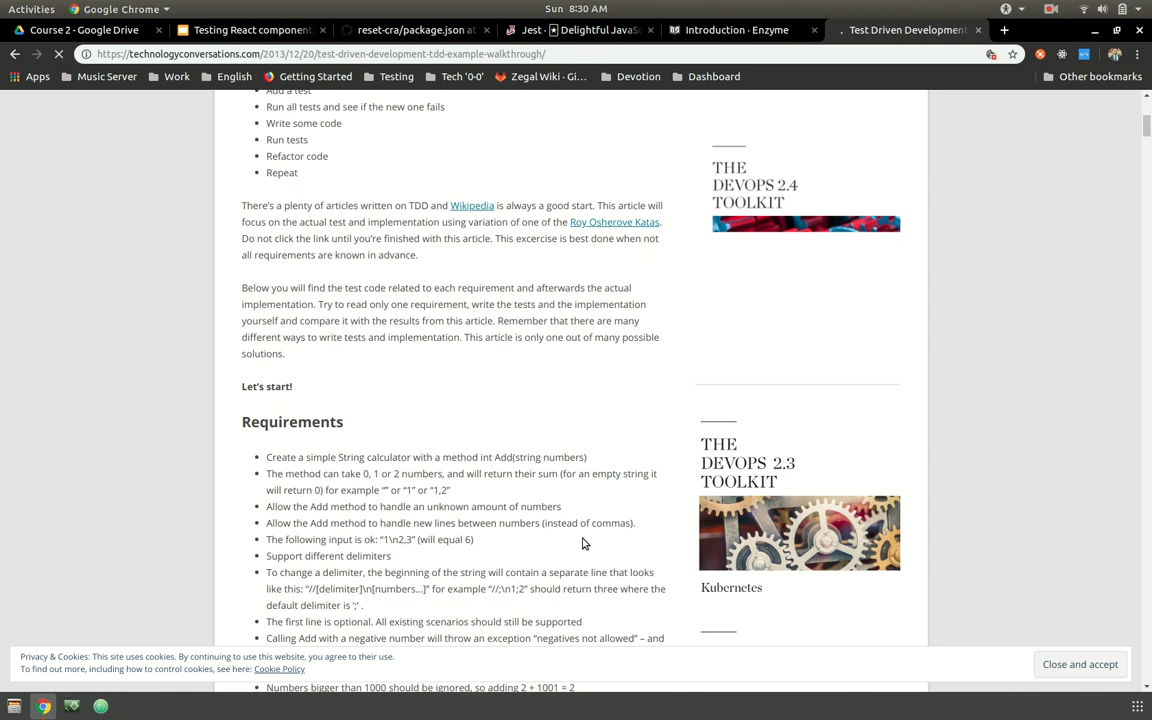 Activities Google Chrome Sun 8:30 AM
Course 2 - Google Drive Testing React component reset-cra/package.json at Jest · Delightful JavaSc Introduction · Enzyme Test Driven Development
https://technologyconversations.com/2013/12/20/test-driven-development-tdd-example-walkthrough/
Apps Music Server Work English Getting Started Testing Tech '0-0' Zegal Wiki · Gi... Devotion Dashboard Other bookmarks
Add a test
Run all tests and see if the new one fails
Write some code
Run tests
Refactor code
Repeat
There's a plenty of articles written on TDD and Wikipedia is always a good start. This article will
focus on the actual test and implementation using variation of one of the Roy Osherove Katas.
Do not click the link until you're finished with this article. This excercise is best done when not
all requirements are known in advance.
Below you will find the test code related to each requirement and afterwards the actual
implementation. Try to read only one requirement, write the tests and the implementation
yourself and compare it with the results from this article. Remember that there are many
different ways to write tests and implementation. This article is only one out of many possible
solutions.
Let's start!
Requirements
Create a simple String calculator with a method int Add(string numbers)
The method can take 0, 1 or 2 numbers, and will return their sum (for an empty string it
will return 0) for example “” or “1” or “1,2”
Allow the Add method to handle an unknown amount of numbers
Allow the Add method to handle new lines between numbers (instead of commas).
The following input is ok: “1\n2,3” (will equal 6)
Support different delimiters
To change a delimiter, the beginning of the string will contain a separate line that looks
like this: “//[delimiter]\n[numbers…]” for example “//;\n1;2” should return three where the
default delimiter is ‘;’ .
The first line is optional. All existing scenarios should still be supported
Calling Add with a negative number will throw an exception “negatives not allowed” – and
Numbers bigger than 1000 should be ignored, so adding 2 + 1001 = 2
THE
DEVOPS 2.4
TOOLKIT
THE
DEVOPS 2.3
TOOLKIT
Kubernetes
Privacy & Cookies: This site uses cookies. By continuing to use this website, you agree to their use.
To find out more, including how to control cookies, see here: Cookie Policy
Close and accept